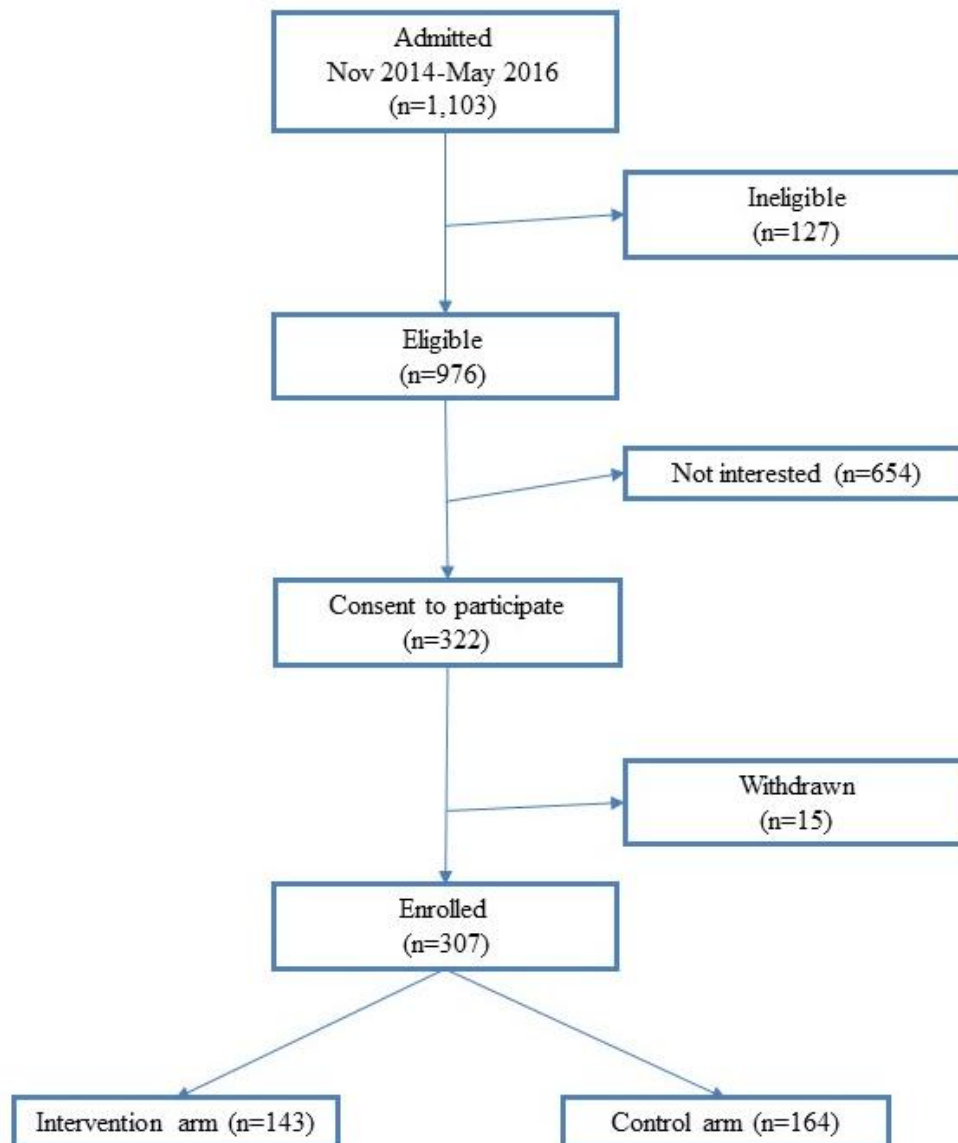 Admitted
Nov 2014-May 2016
(n=1,103)
Ineligible
(n=127)
Eligible
(n=976)
Not interested (n=654)
Consent to participate
(n=322)
Withdrawn
(n=15)
Enrolled
(n=307)
Intervention arm (n=143)
Control arm (n=164)